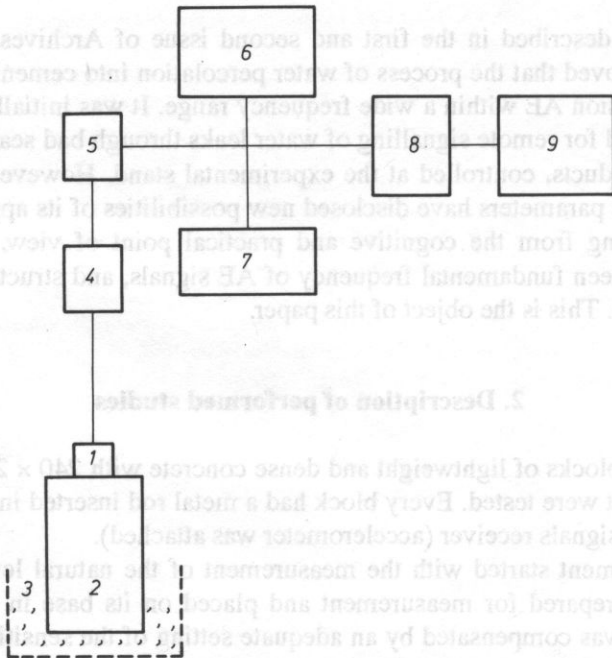 described in the first and second issue of Archives
6
oved that the process of water percolation into cemen
tion AE within a wide frequency range. It was initiall
5
8
9
d for remote signalling of water leaks through bad sea
ducts, controlled at the experimental stand. Howeve
parameters have disclosed new possibilities of its ap
ng from the cognitive and practical point of view,
7
4
een fundamental frequency of AE signals, and struct
. This is the object of this paper.
2. Description of performed studies
1
locks of lightweight and dense concrete with 240 × 2
t were tested. Every block had a metal rod inserted in
signals receiver (accelerometer was attached).
ment started with the measurement of the natural le
3
2
repared for measurement and placed on its base in
was compensated by an adequate setting of the sensiti